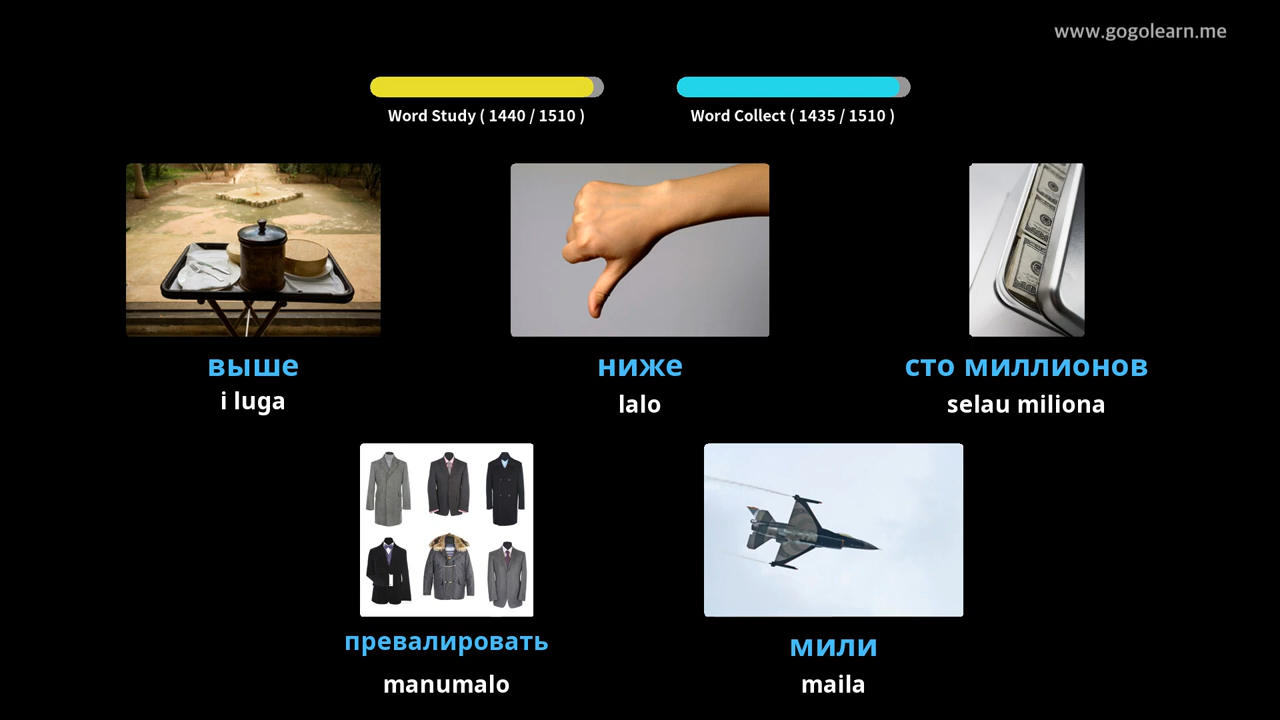 www.gogolearn.me
Word Study ( 1440 / 1510 )
Word Collect ( 1435 / 1510 )
выше
i luga
ниже
lalo
сто миллионов
selau miliona
превалировать
manumalo
мили
maila